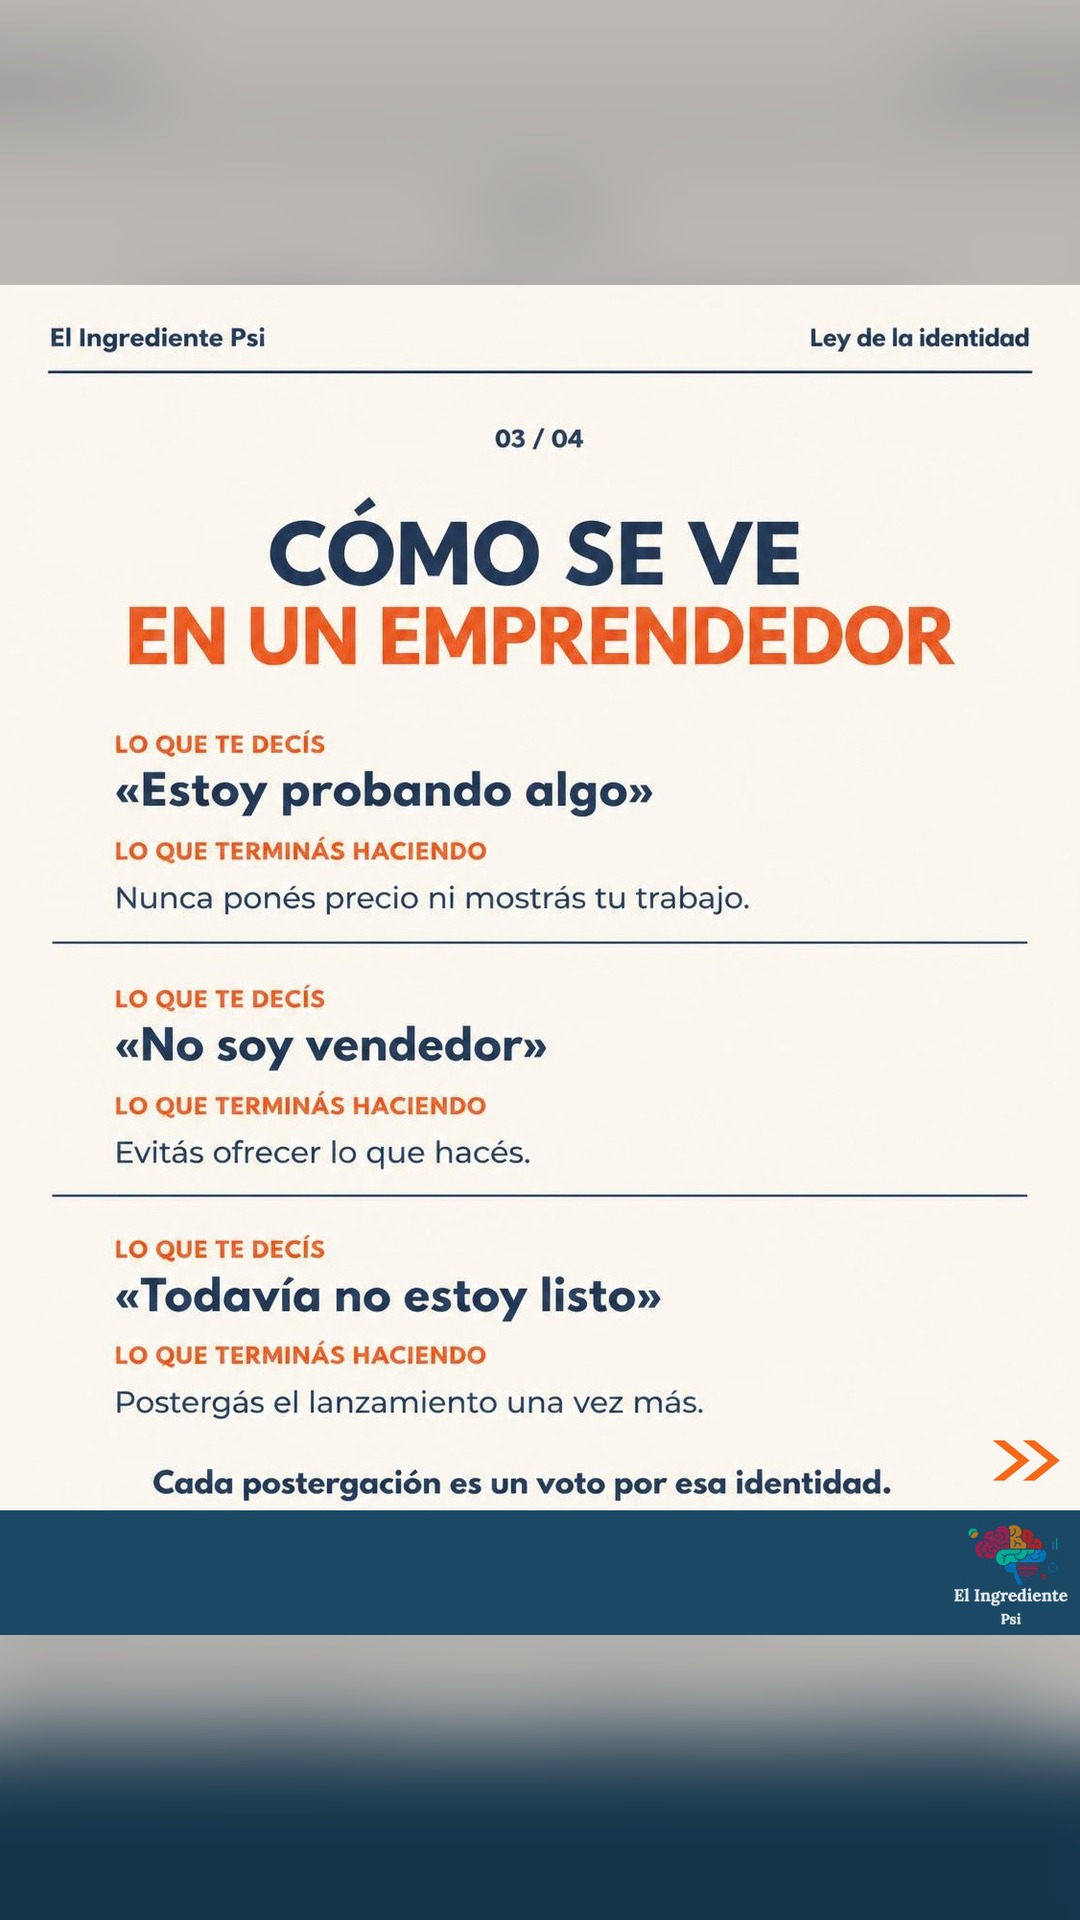 El Ingrediente Psi
Ley de la identidad
03 / 04
CÓMO SE VE
EN UN EMPRENDEDOR
LO QUE TE DECÍS
«Estoy probando algo»
LO QUE TERMINÁS HACIENDO
Nunca ponés precio ni mostrás tu trabajo.
LO QUE TE DECÍS
«No soy vendedor»
LO QUE TERMINÁS HACIENDO
Evitás ofrecer lo que hacés.
LO QUE TE DECÍS
«Todavía no estoy listo»
LO QUE TERMINÁS HACIENDO
Postergás el lanzamiento una vez más.
Cada postergación es un voto por esa identidad.
El Ingrediente
Psi